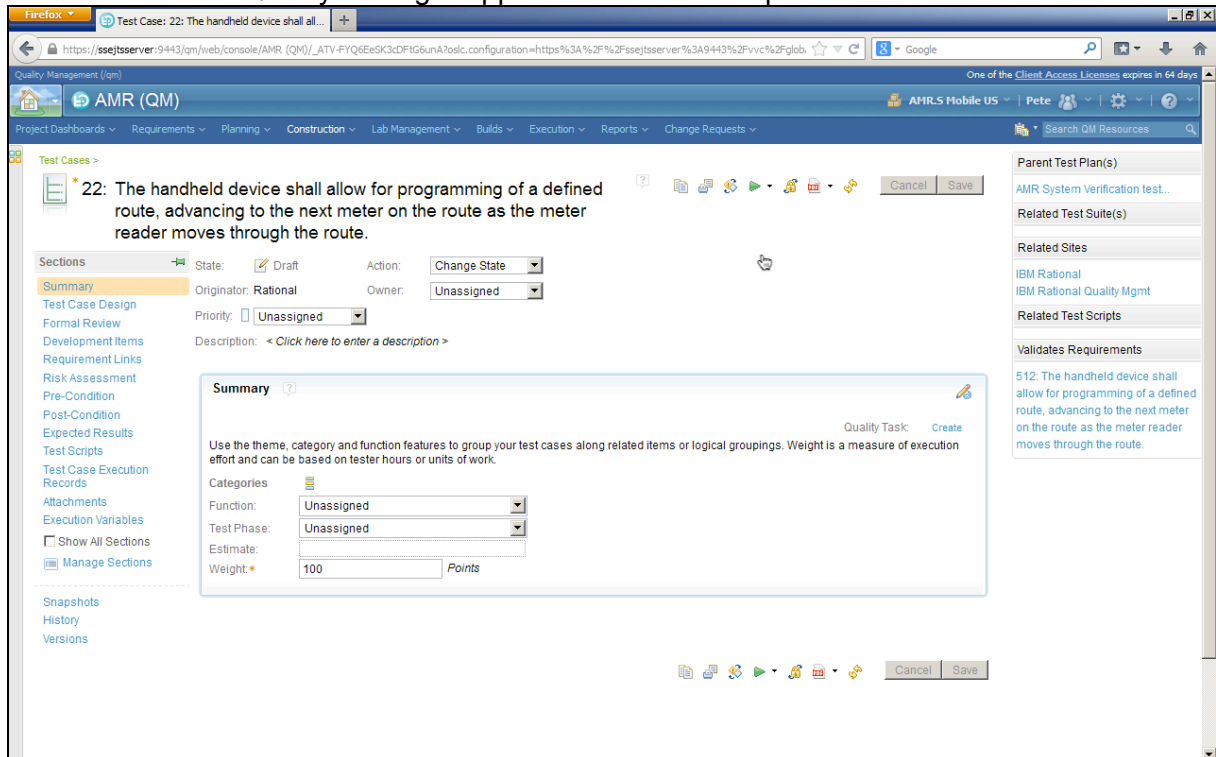 Firefox
Test Case: 22: The handheld device shall all...
https://ssejtsserver:9443/qm/web/console/AMR (QM)/_ATV-FYQ6EeSK3cDFtG6unA?oslc.configuration=https%3A%2F%2Fssejtsserver%3A9443%2Fvvc%2Fglob
Google
Quality Management (/qm)
One of the Client Access Licenses expires in 64 days
AMR (QM)
AMR.S Mobile US | Pete
Project Dashboards Requirements Planning Construction Lab Management Builds Execution Reports Change Requests
Search QM Resources
Test Cases >
* 22: The handheld device shall allow for programming of a defined
route, advancing to the next meter on the route as the meter
reader moves through the route.
Cancel Save
Sections
Summary
Test Case Design
Formal Review
Development Items
Requirement Links
Risk Assessment
Pre-Condition
Post-Condition
Expected Results
Test Scripts
Test Case Execution
Records
Attachments
Execution Variables
Show All Sections
Manage Sections
Snapshots
History
Versions
State: Draft Action: Change State
Originator: Rational Owner: Unassigned
Priority: Unassigned
Description: < Click here to enter a description >
Summary ?
Quality Task: Create
Use the theme, category and function features to group your test cases along related items or logical groupings. Weight is a measure of execution
effort and can be based on tester hours or units of work.
Categories
Function: Unassigned
Test Phase: Unassigned
Estimate:
Weight:* 100 Points
Cancel Save
Parent Test Plan(s)
AMR System Verification test...
Related Test Suite(s)
Related Sites
IBM Rational
IBM Rational Quality Mgmt
Related Test Scripts
Validates Requirements
512: The handheld device shall
allow for programming of a defined
route, advancing to the next meter
on the route as the meter reader
moves through the route.